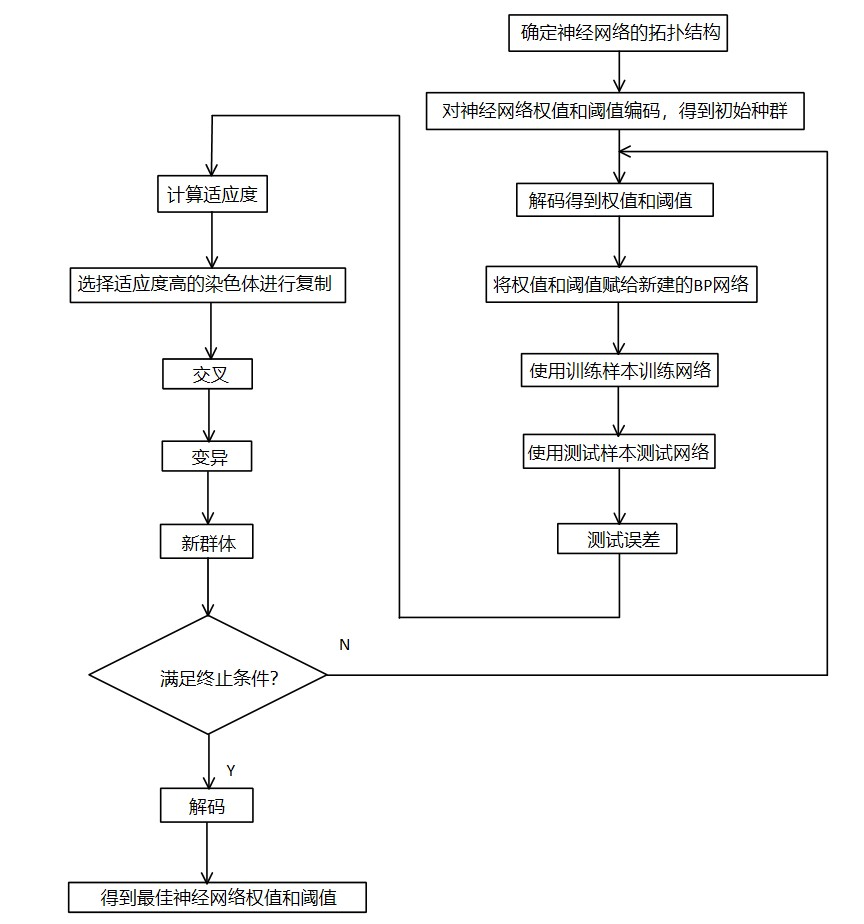 确定神经网络的拓扑结构
对神经网络权值和阈值编码，得到初始种群
解码得到权值和阈值
将权值和阈值赋给新建的BP网络
使用训练样本训练网络
使用测试样本测试网络
测试误差
计算适应度
选择适应度高的染色体进行复制
交叉
变异
新群体
满足终止条件?
N
Y
解码
得到最佳神经网络权值和阈值